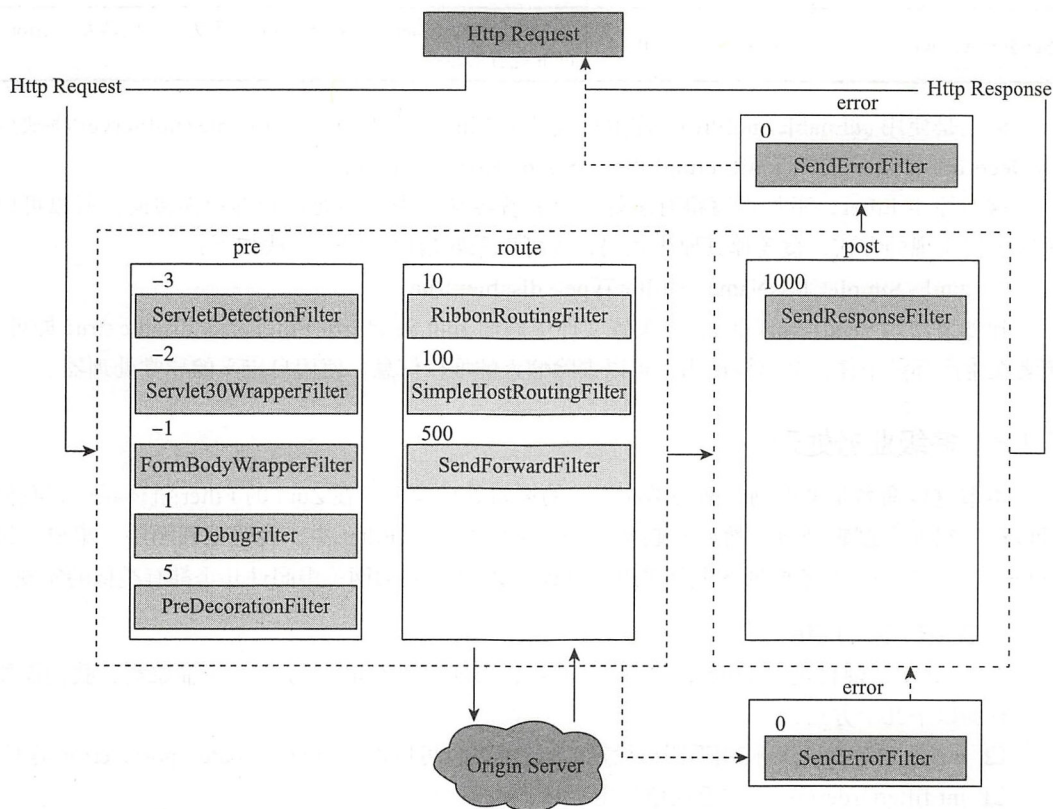 Http Request
Http Request
Http Response
error
0
SendErrorFilter
pre
route
post
-3
ServletDetectionFilter
-2
Servlet30WrapperFilter
-1
FormBodyWrapperFilter
1
DebugFilter
5
PreDecorationFilter
10
RibbonRoutingFilter
100
SimpleHostRoutingFilter
500
SendForwardFilter
1000
SendResponseFilter
Origin Server
error
0
SendErrorFilter